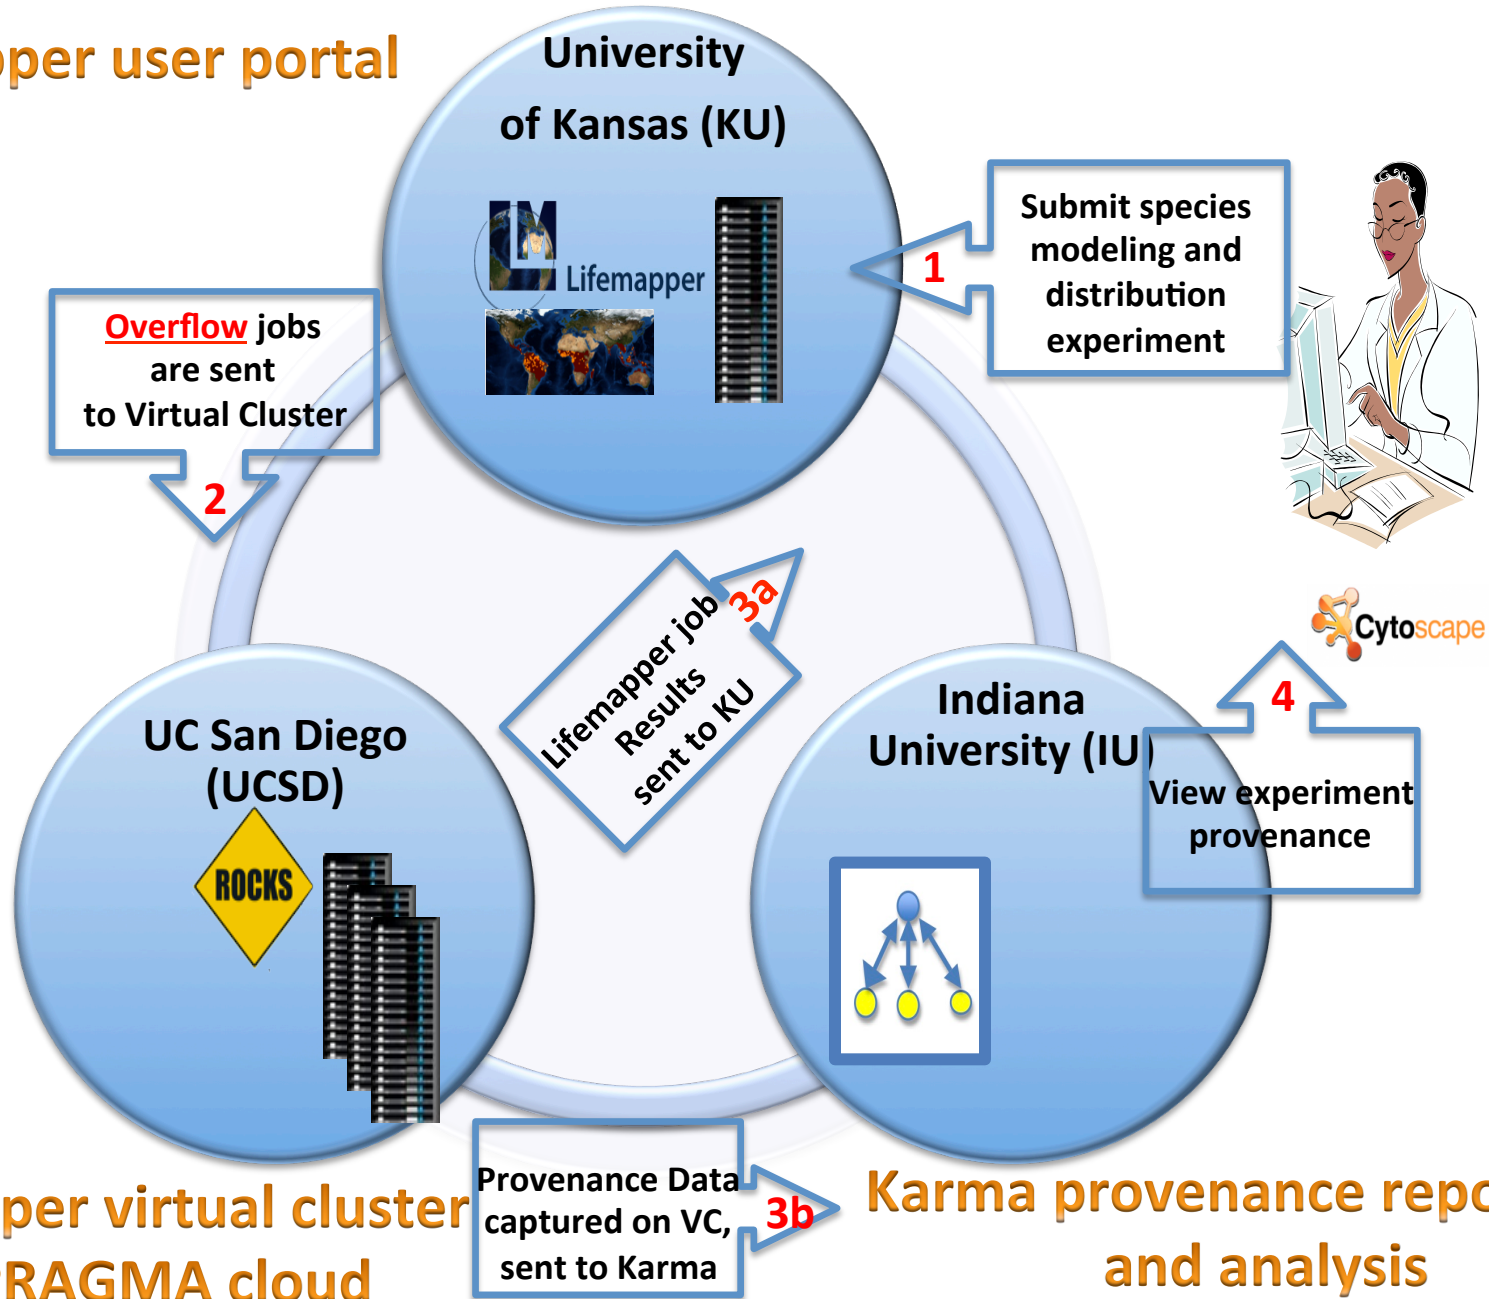 pper user portal
University
of Kansas (KU)
LM
Lifemapper
Submit species
modeling and
distribution
experiment
1
Overflow jobs
are sent
to Virtual Cluster
2
3a
Lifemapper job
Results
sent to KU
Cytoscape
4
View experiment
provenance
UC San Diego
(UCSD)
ROCKS
Indiana
University (IU)
Provenance Data
captured on VC,
sent to Karma
3b
per virtual cluster
PRAGMA cloud
Karma provenance repo
and analysis